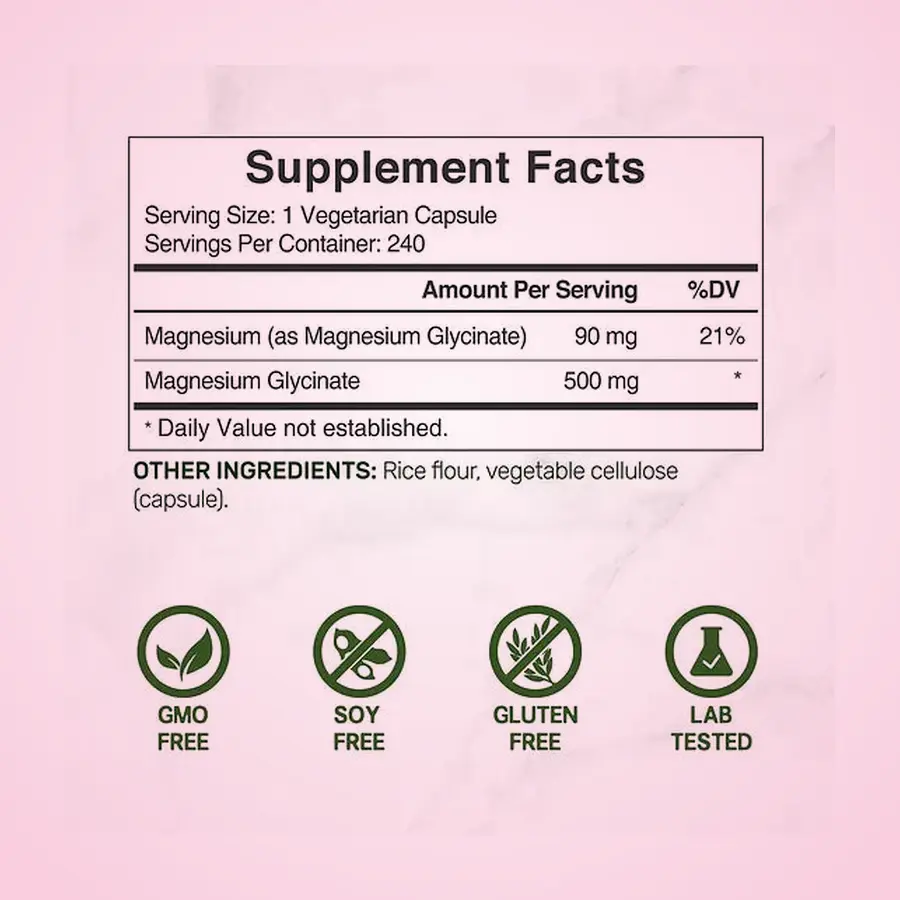 Supplement Facts
Serving Size: 1 Vegetarian Capsule
Servings Per Container: 240
Amount Per Serving %DV
Magnesium (as Magnesium Glycinate) 90 mg 21%
Magnesium Glycinate 500 mg *
* Daily Value not established.
OTHER INGREDIENTS: Rice flour, vegetable cellulose
(capsule).
GMO
FREE
SOY
FREE
GLUTEN
FREE
LAB
TESTED